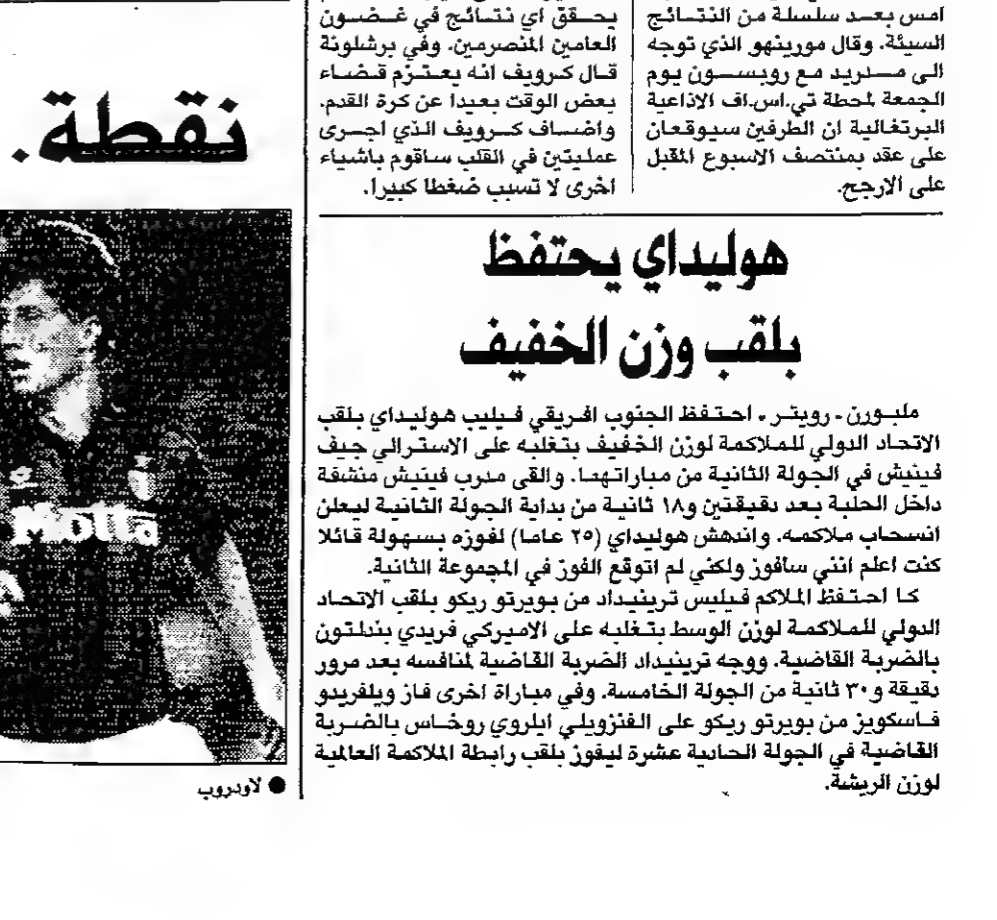 امس بعد سلسلة من النتائج
السيئة. وقال مورينهو الذي توجه
الى مدريد مع روبسون يوم
الجمعة لمحطة تي.اس.اف الاذاعية
البرتغالية ان الطرفين سيوقعان
على عقد بمنتصف الاسبوع المقبل
على الارجح.
يحقق اي نتائج في غضون
العامين المنصرمين. وفي برشلونة
قال كرويف انه يعتزم قضاء
بعض الوقت بعيدا عن كرة القدم.
واضاف كرويف الذي اجرى
عمليتين في القلب ساقوم باشياء
اخرى لا تسبب ضغطا كبيرا.
هوليداي يحتفظ
بلقب وزن الخفيف
ملبورن - رويتر - احتفظ الجنوب افريقي فيليب هوليداي بلقب
الاتحاد الدولي للملاكمة لوزن الخفيف بتغلبه على الاسترالي جيف
فينيش في الجولة الثانية من مباراتهما. والقى مدرب فينيش منشفة
داخل الحلبة بعد دقيقتين و١٨ ثانية من بداية الجولة الثانية ليعلن
انسحاب ملاكمه. واندهش هوليداي (٢٥ عاما) لفوزه بسهولة قائلا
كنت اعلم انني سأفوز ولكني لم اتوقع الفوز في المجموعة الثانية.
كا احتفظ الملاكم فيليس ترينيداد من بويرتو ريكو بلقب الاتحاد
الدولي للملاكمة لوزن الوسط بتغلبه على الاميركي فريدي بندلتون
بالضربة القاضية. ووجه ترينيداد الضربة القاضية لمنافسه بعد مرور
دقيقة و٣٠ ثانية من الجولة الخامسة. وفي مباراة اخرى فاز ويلفريدو
فاسكويز من بويرتو ريكو على الفنزويلي ايلروي روخاس بالضربة
القاضية في الجولة الحادية عشرة ليفوز بلقب رابطة الملاكمة العالمية
لوزن الريشة.
نقطة.
Motta
● لاودروب